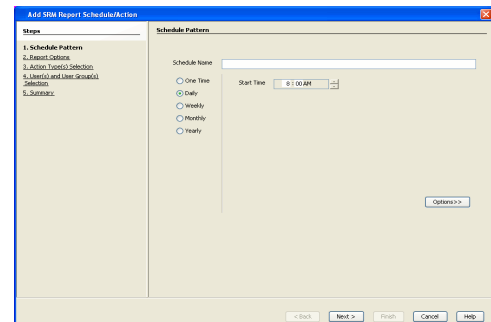 Add SRM Report Schedule/Action
Steps
1. Schedule Pattern
2. Report Options
3. Action Type(s) Selection
4. User(s) and User Group(s)
Selection
5. Summary
Schedule Pattern
Schedule Name
One Time
Start Time
8 : 00 AM
Daily
Weekly
Monthly
Yearly
Options>>
< Back
Next >
Finish
Cancel
Help